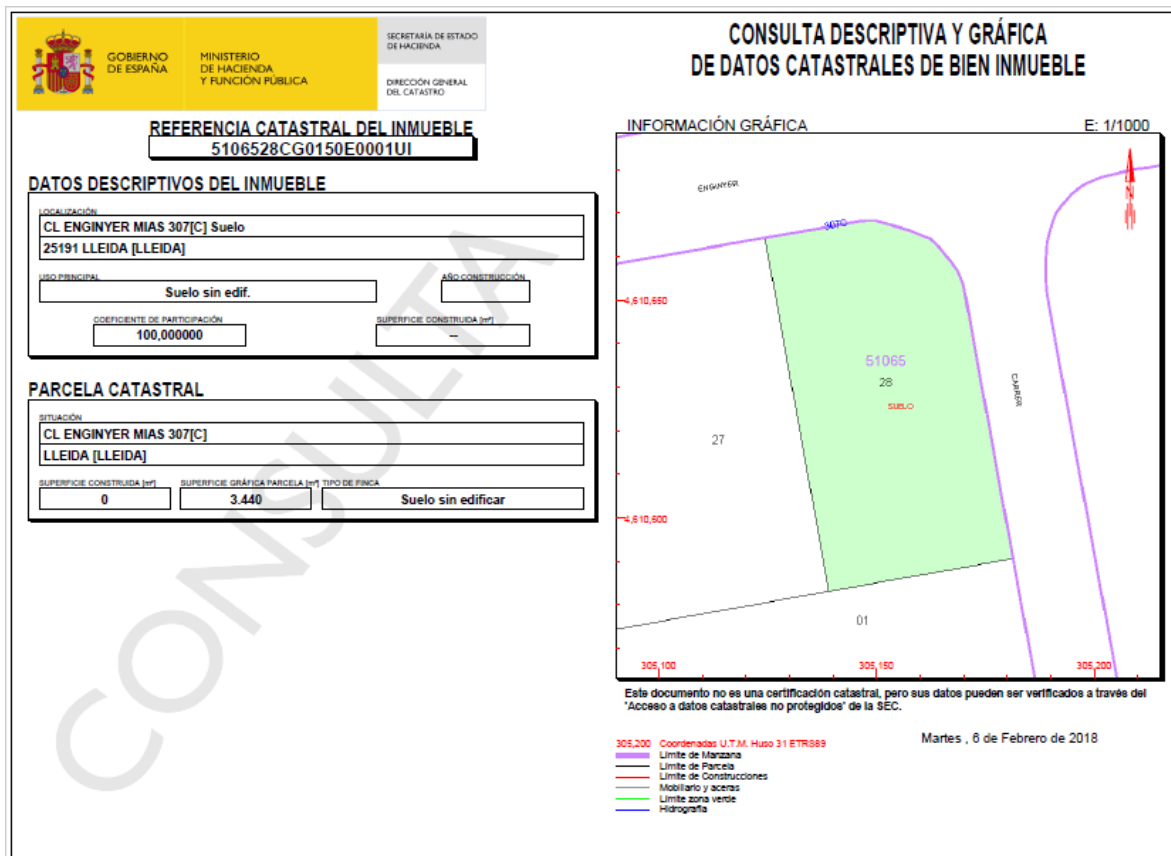 GOBIERNO
DE ESPAÑA
MINISTERIO
DE HACIENDA
Y FUNCIÓN PÚBLICA
SECRETARÍA DE ESTADO
DE HACIENDA
DIRECCIÓN GENERAL
DEL CATASTRO
CONSULTA DESCRIPTIVA Y GRÁFICA
DE DATOS CATASTRALES DE BIEN INMUEBLE
REFERENCIA CATASTRAL DEL INMUEBLE
5106528CG0150E0001UI
DATOS DESCRIPTIVOS DEL INMUEBLE
LOCALIZACIÓN
CL ENGINYER MIAS 307[C] Suelo
25191 LLEIDA [LLEIDA]
USO PRINCIPAL
Suelo sin edif.
AÑO CONSTRUCCIÓN
COEFICIENTE DE PARTICIPACIÓN
100,000000
SUPERFICIE CONSTRUIDA [m²]
--
PARCELA CATASTRAL
SITUACIÓN
CL ENGINYER MIAS 307[C]
LLEIDA [LLEIDA]
SUPERFICIE CONSTRUIDA [m²]
0
SUPERFICIE GRÁFICA PARCELA [m²]
3.440
TIPO DE FINCA
Suelo sin edificar
CONSULTA
INFORMACIÓN GRÁFICA E: 1/1000
ENGINYER
307C
4,610,650
51065
28
SUELO
CARRER
27
4,610,600
01
305,100 305,150 305,200
Este documento no es una certificación catastral, pero sus datos pueden ser verificados a través del
"Acceso a datos catastrales no protegidos" de la SEC.
305,200 Coordenadas U.T.M. Huso 31 ETRS89
Límite de Manzana
Límite de Parcela
Límite de Construcciones
Mobiliario y aceras
Límite zona verde
Hidrografía
Martes , 6 de Febrero de 2018